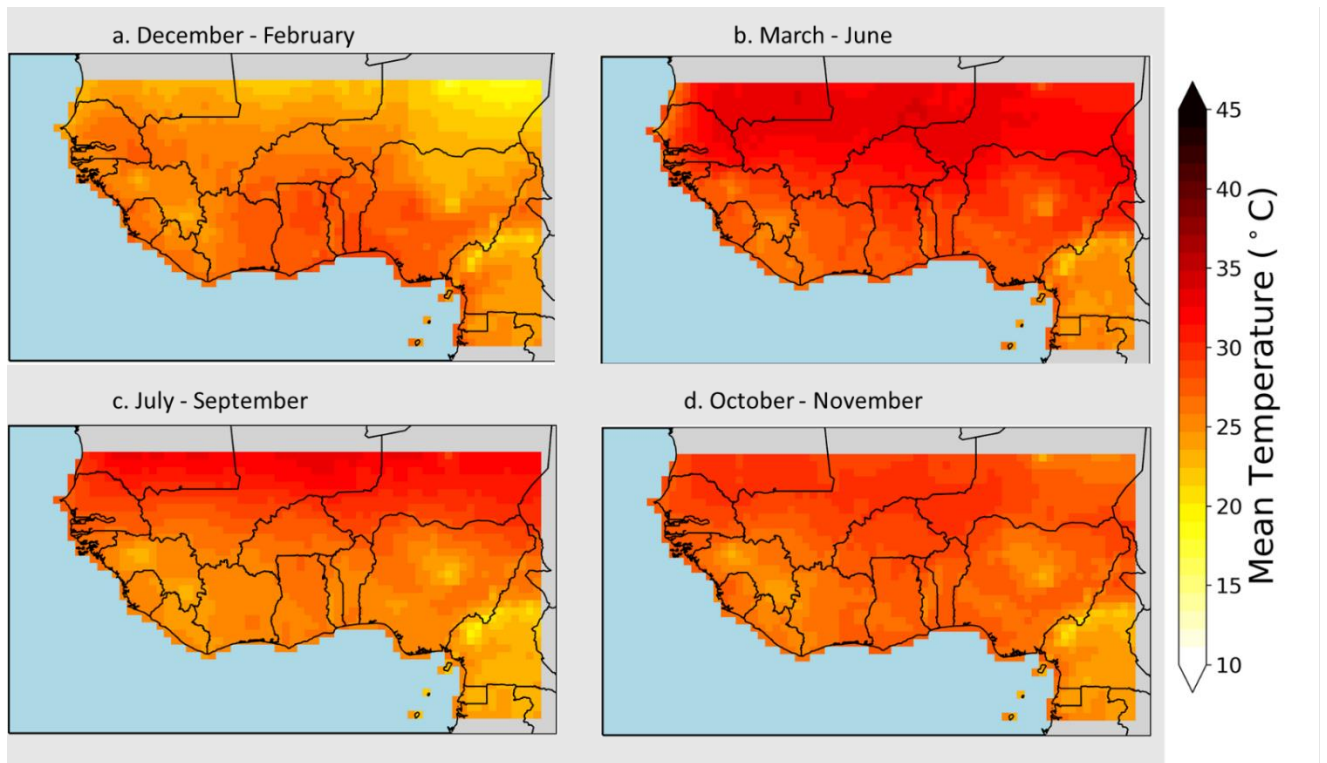 a. December - February
b. March - June
c. July - September
d. October - November
45
40
35
30
25
20
15
10
Mean Temperature (°C)